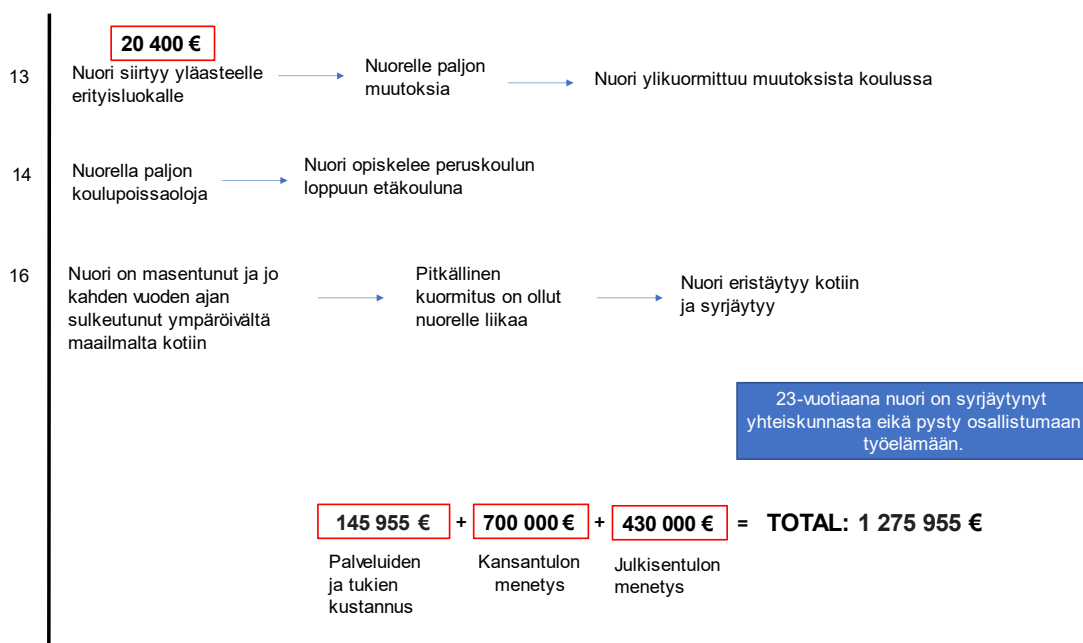 20 400 €
13
Nuori siirtyy yläasteelle
erityisluokalle
Nuorelle paljon
muutoksia
Nuori ylikuormittuu muutoksista koulussa
14
Nuorella paljon
koulupoissaoloja
Nuori opiskelee peruskoulun
loppuun etäkouluna
16
Nuori on masentunut ja jo
kahden vuoden ajan
sulkeutunut ympäröivältä
maailmalta kotiin
Pitkällinen
kuormitus on ollut
nuorelle liikaa
Nuori eristäytyy kotiin
ja syrjäytyy
23-vuotiaana nuori on syrjäytynyt
yhteiskunnasta eikä pysty osallistumaan
työelämään.
145 955 € + 700 000 € + 430 000 € = TOTAL: 1 275 955 €
Palveluiden
ja tukien
kustannus
Kansantulon
menetys
Julkisentulon
menetys